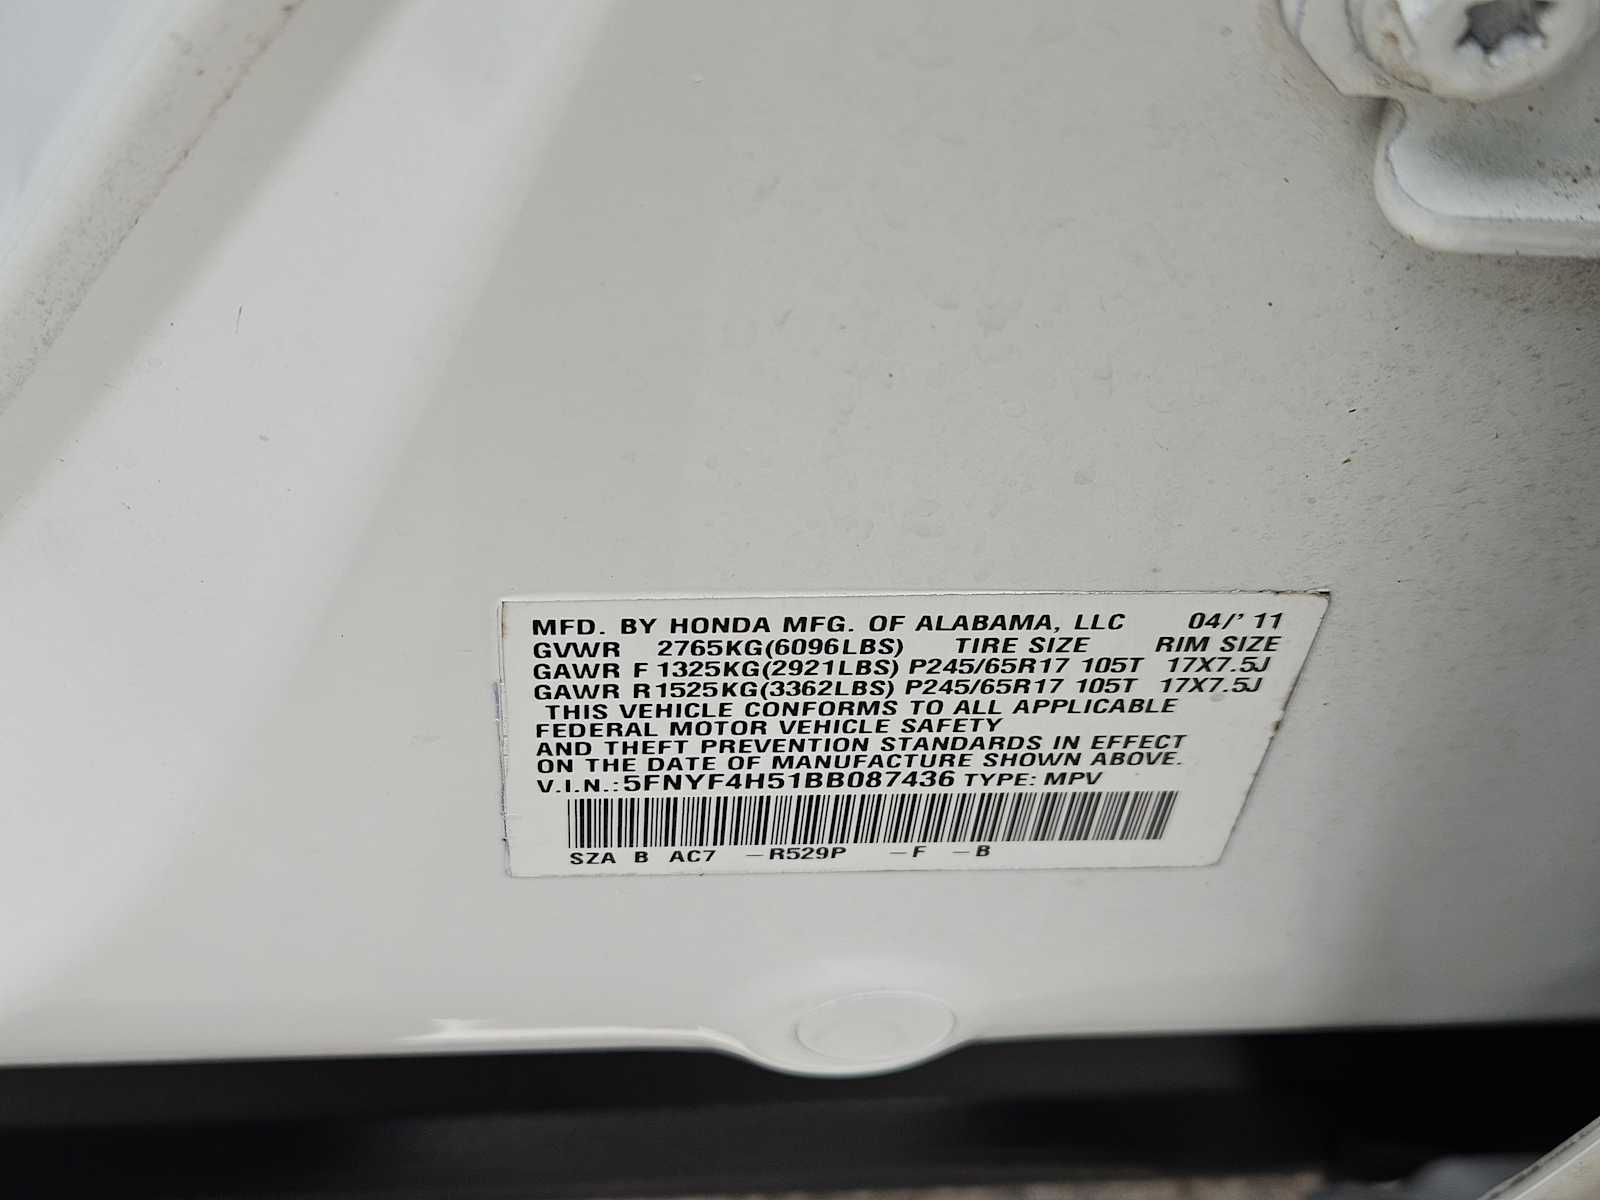 MFD. BY HONDA MFG. OF ALABAMA, LLC 04/'11
GVWR 2765KG(6096LBS) TIRE SIZE RIM SIZE
GAWR F 1325KG(2921LBS) P245/65R17 105T 17X7.5J
GAWR R 1525KG(3362LBS) P245/65R17 105T 17X7.5J
THIS VEHICLE CONFORMS TO ALL APPLICABLE
FEDERAL MOTOR VEHICLE SAFETY
AND THEFT PREVENTION STANDARDS IN EFFECT
ON THE DATE OF MANUFACTURE SHOWN ABOVE.
V.I.N.: 5FNYF4H51BB087436 TYPE: MPV
SZA B AC7 -R529P -F -B